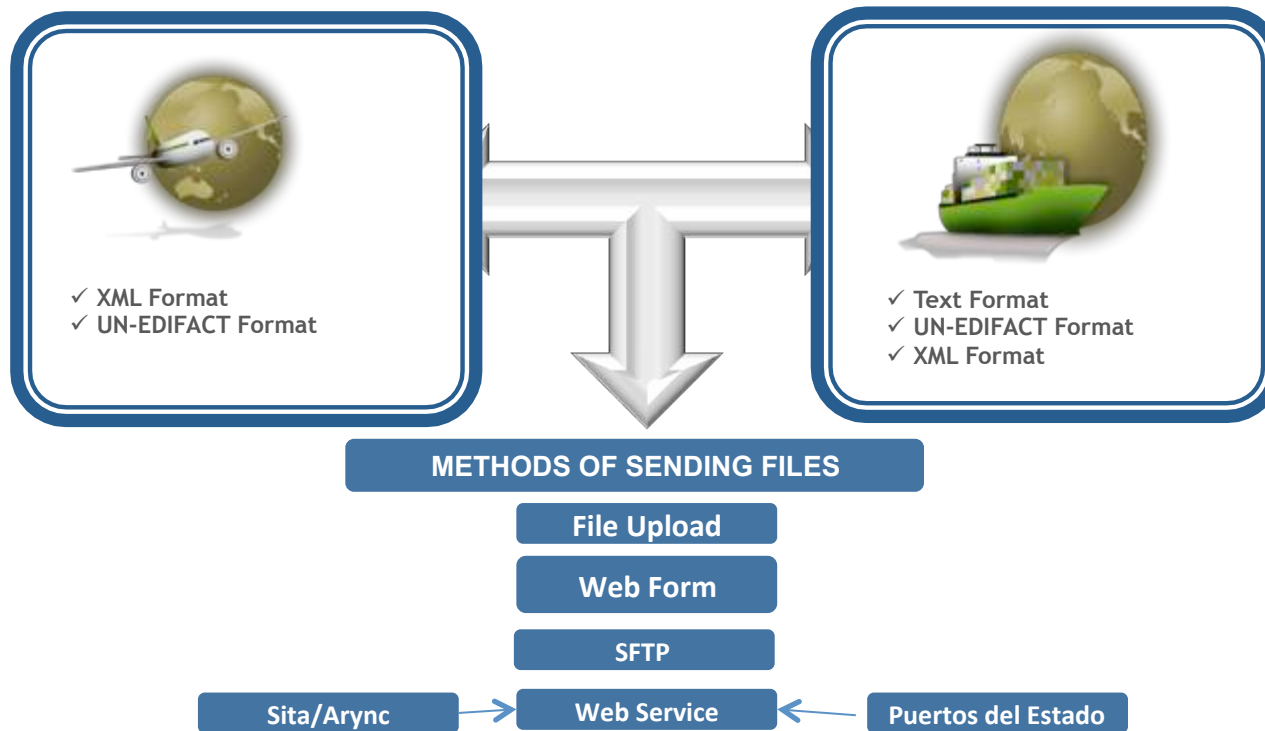 ✓ XML Format
✓ UN-EDIFACT Format
✓ Text Format
✓ UN-EDIFACT Format
✓ XML Format
METHODS OF SENDING FILES
File Upload
Web Form
SFTP
Sita/Arync
Web Service
Puertos del Estado